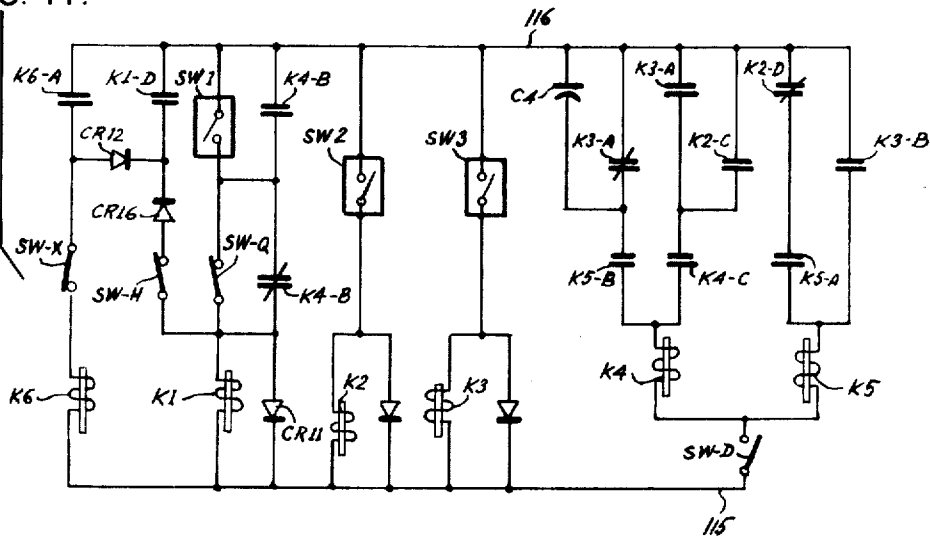 116
K6-A
K1-D
SW1
K4-B
C4
K3-A
K2-D
CR12
SW2
SW3
K3-A
K2-C
K3-B
CR16
SW-X
SW-H
SW-Q
K4-B
K5-B
K4-C
K5-A
K6
K1
CR11
K2
K3
K4
K5
SW-D
115